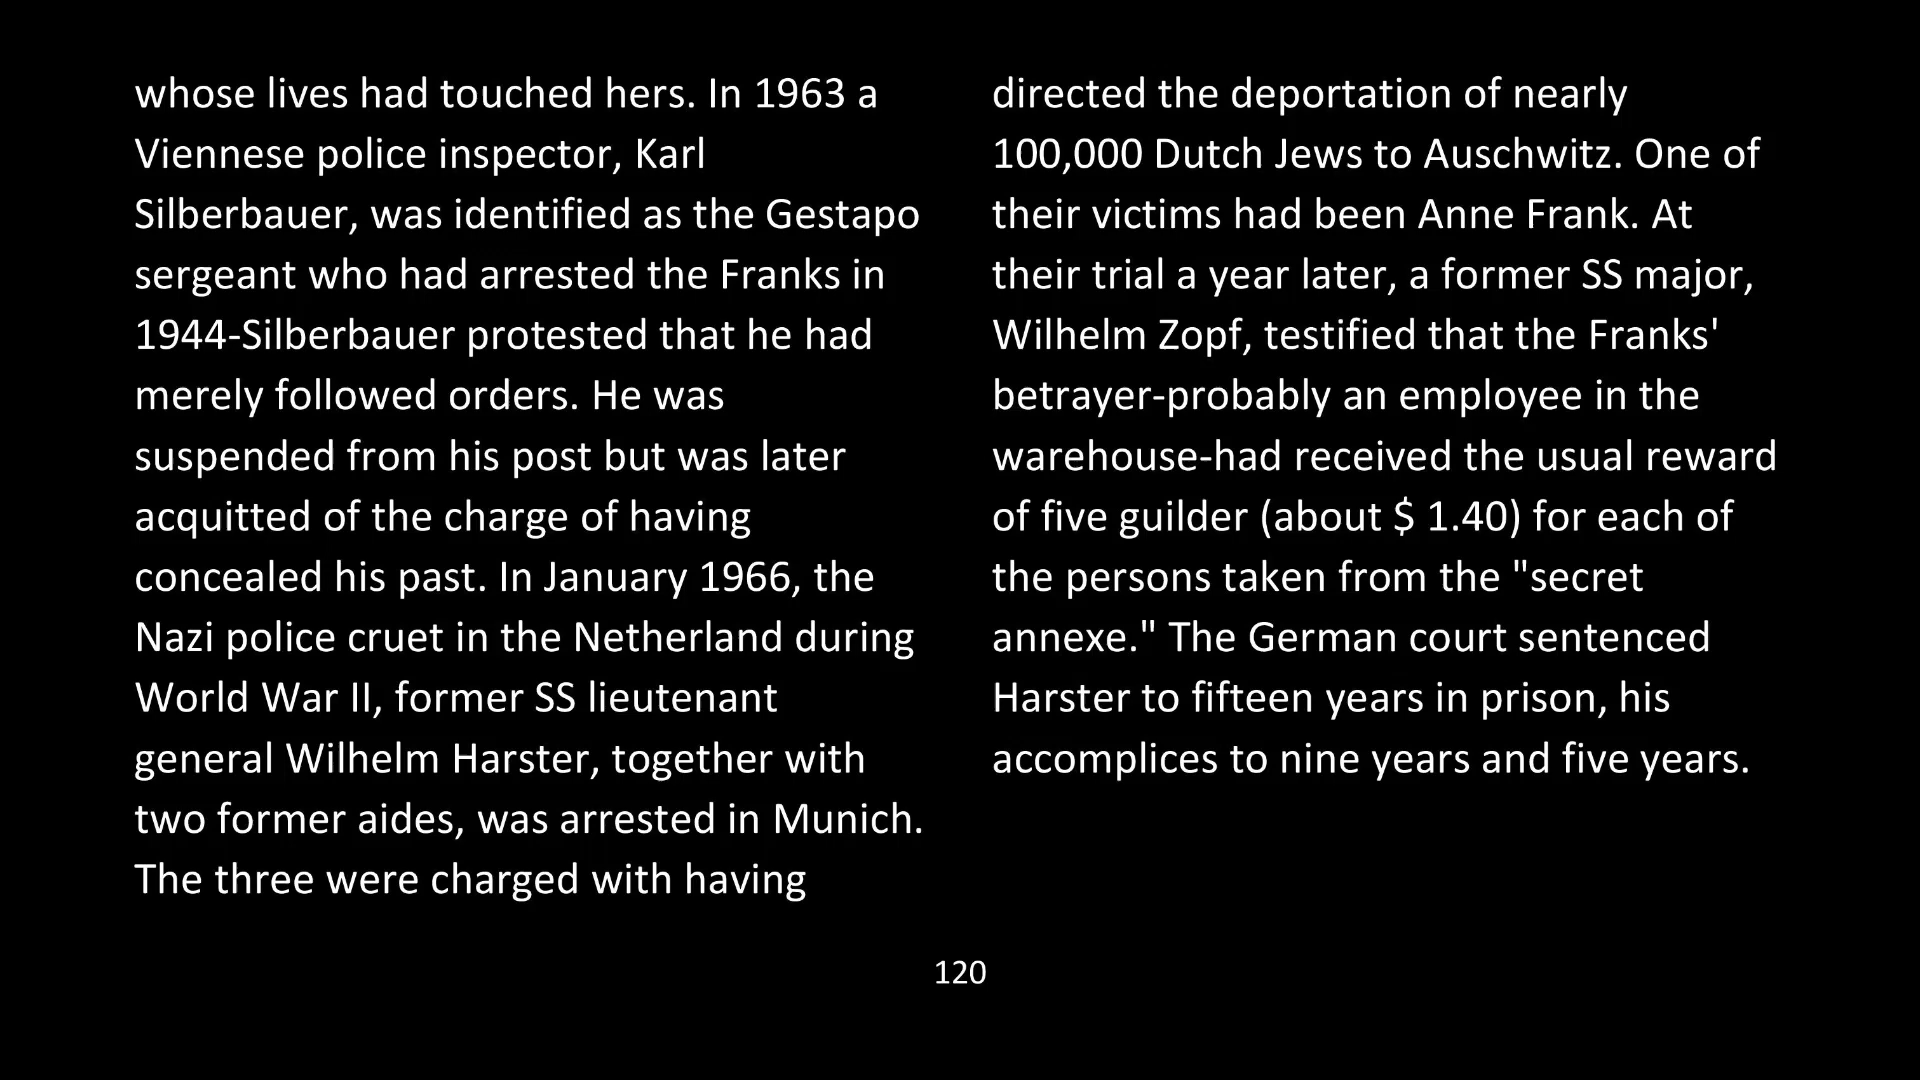 whose lives had touched hers. In 1963 a
Viennese police inspector, Karl
Silberbauer, was identified as the Gestapo
sergeant who had arrested the Franks in
1944-Silberbauer protested that he had
merely followed orders. He was
suspended from his post but was later
acquitted of the charge of having
concealed his past. In January 1966, the
Nazi police cruet in the Netherland during
World War II, former SS lieutenant
general Wilhelm Harster, together with
two former aides, was arrested in Munich.
The three were charged with having
directed the deportation of nearly
100,000 Dutch Jews to Auschwitz. One of
their victims had been Anne Frank. At
their trial a year later, a former SS major,
Wilhelm Zopf, testified that the Franks'
betrayer-probably an employee in the
warehouse-had received the usual reward
of five guilder (about $ 1.40) for each of
the persons taken from the "secret
annexe." The German court sentenced
Harster to fifteen years in prison, his
accomplices to nine years and five years.
120